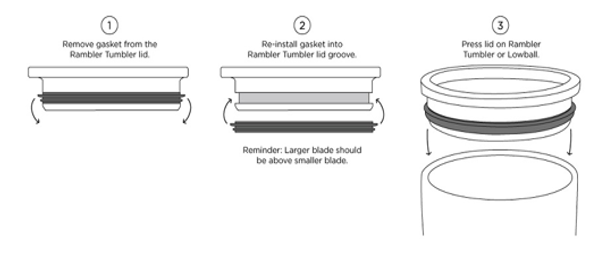 1
Remove gasket from the
Rambler Tumbler lid.
2
Re-install gasket into
Rambler Tumbler lid groove.
Reminder: Larger blade should
be above smaller blade.
3
Press lid on Rambler
Tumbler or Lowball.